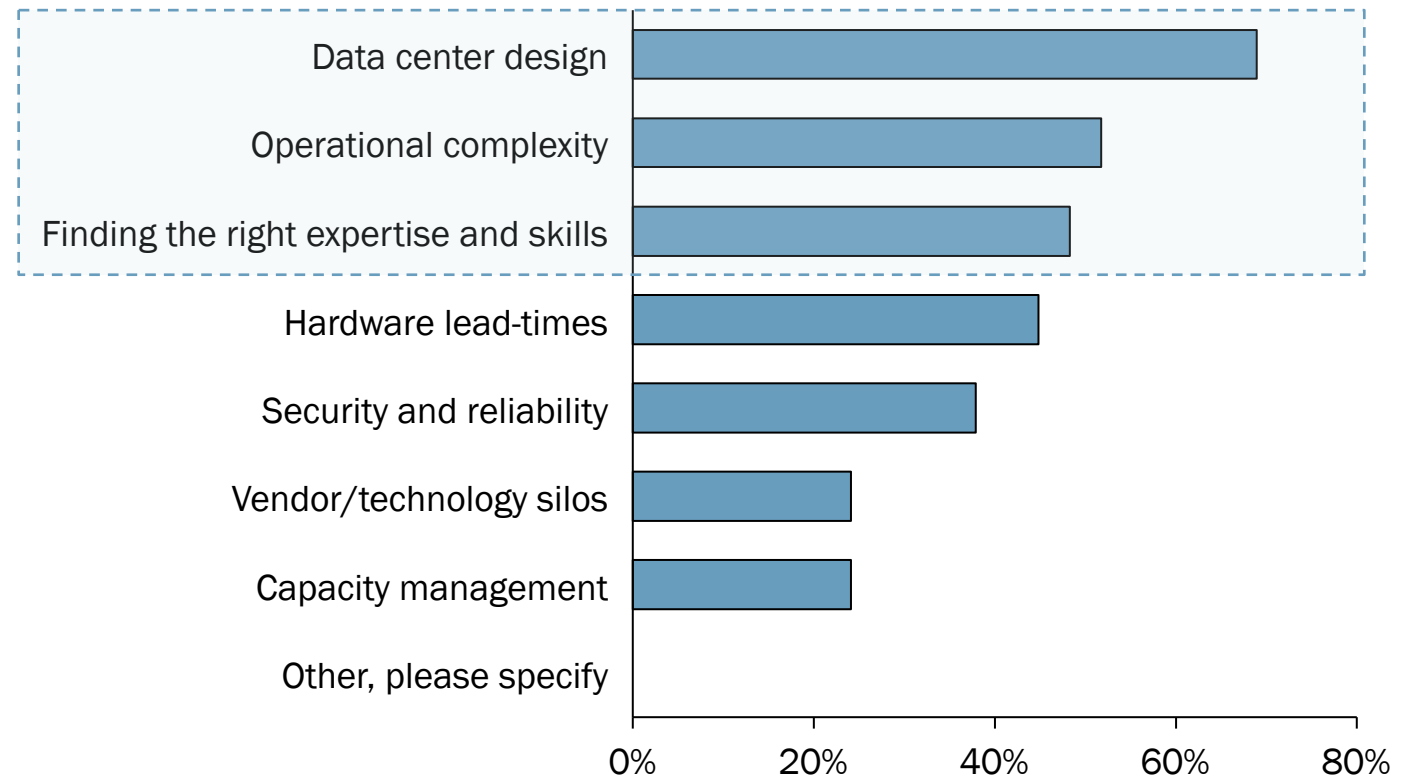 Data center design
Operational complexity
Finding the right expertise and skills
Hardware lead-times
Security and reliability
Vendor/technology silos
Capacity management
Other, please specify
0% 20% 40% 60% 80%